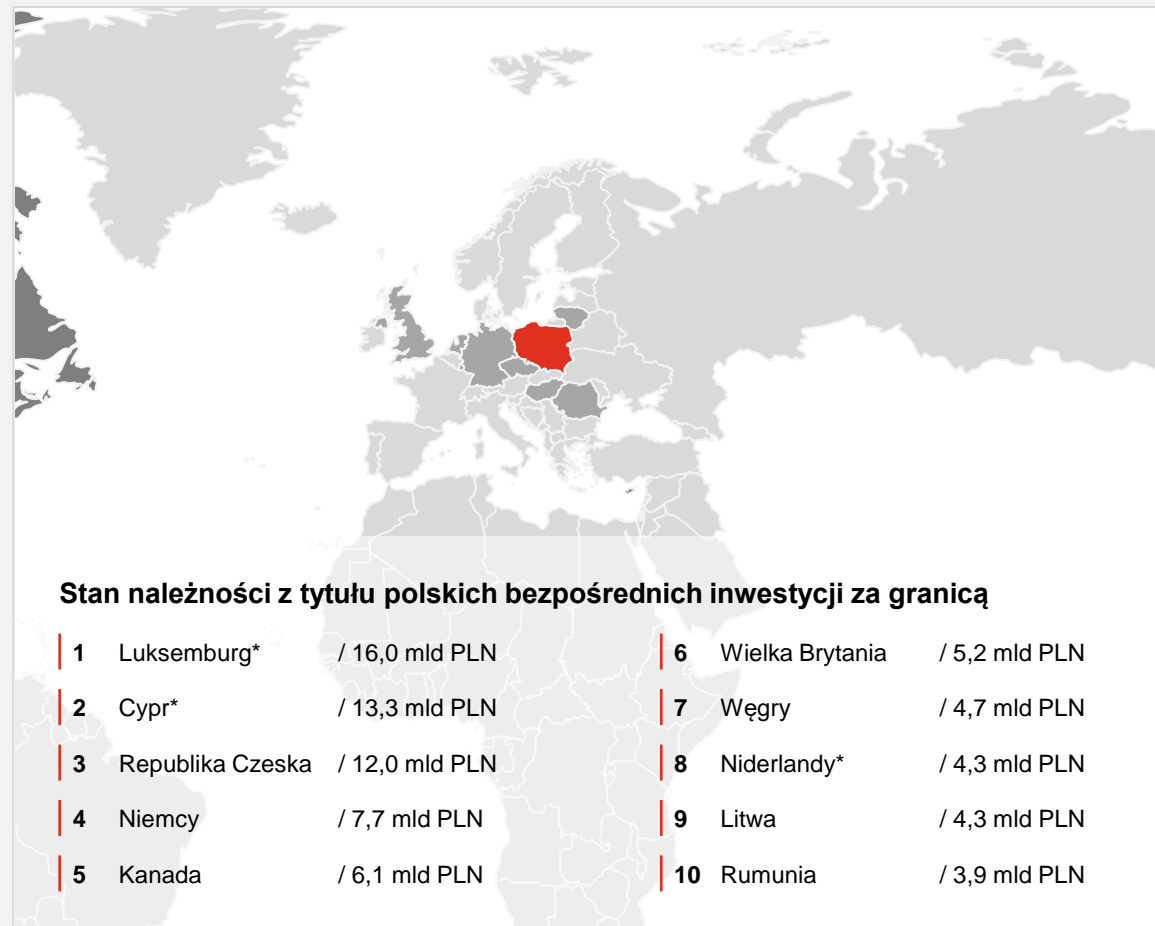 Stan należności z tytułu polskich bezpośrednich inwestycji za granicą
1 Luksemburg* / 16,0 mld PLN
2 Cypr* / 13,3 mld PLN
3 Republika Czeska / 12,0 mld PLN
4 Niemcy / 7,7 mld PLN
5 Kanada / 6,1 mld PLN
6 Wielka Brytania / 5,2 mld PLN
7 Węgry / 4,7 mld PLN
8 Niderlandy* / 4,3 mld PLN
9 Litwa / 4,3 mld PLN
10 Rumunia / 3,9 mld PLN